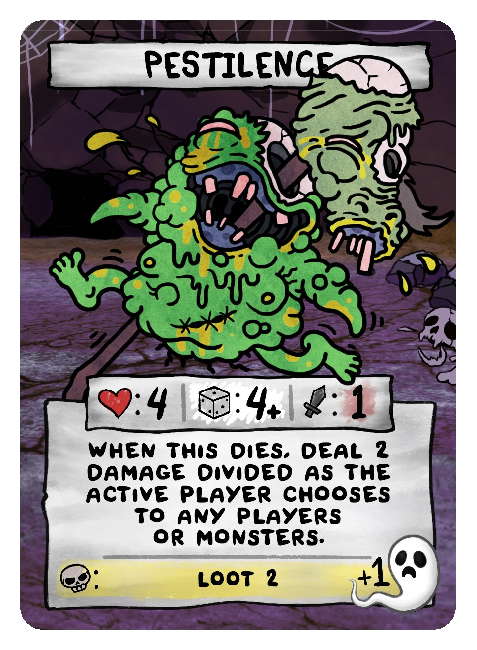 PESTILENCE
:4 :4+ :1
WHEN THIS DIES, DEAL 2
DAMAGE DIVIDED AS THE
ACTIVE PLAYER CHOOSES
TO ANY PLAYERS
OR MONSTERS.
: LOOT 2 +1